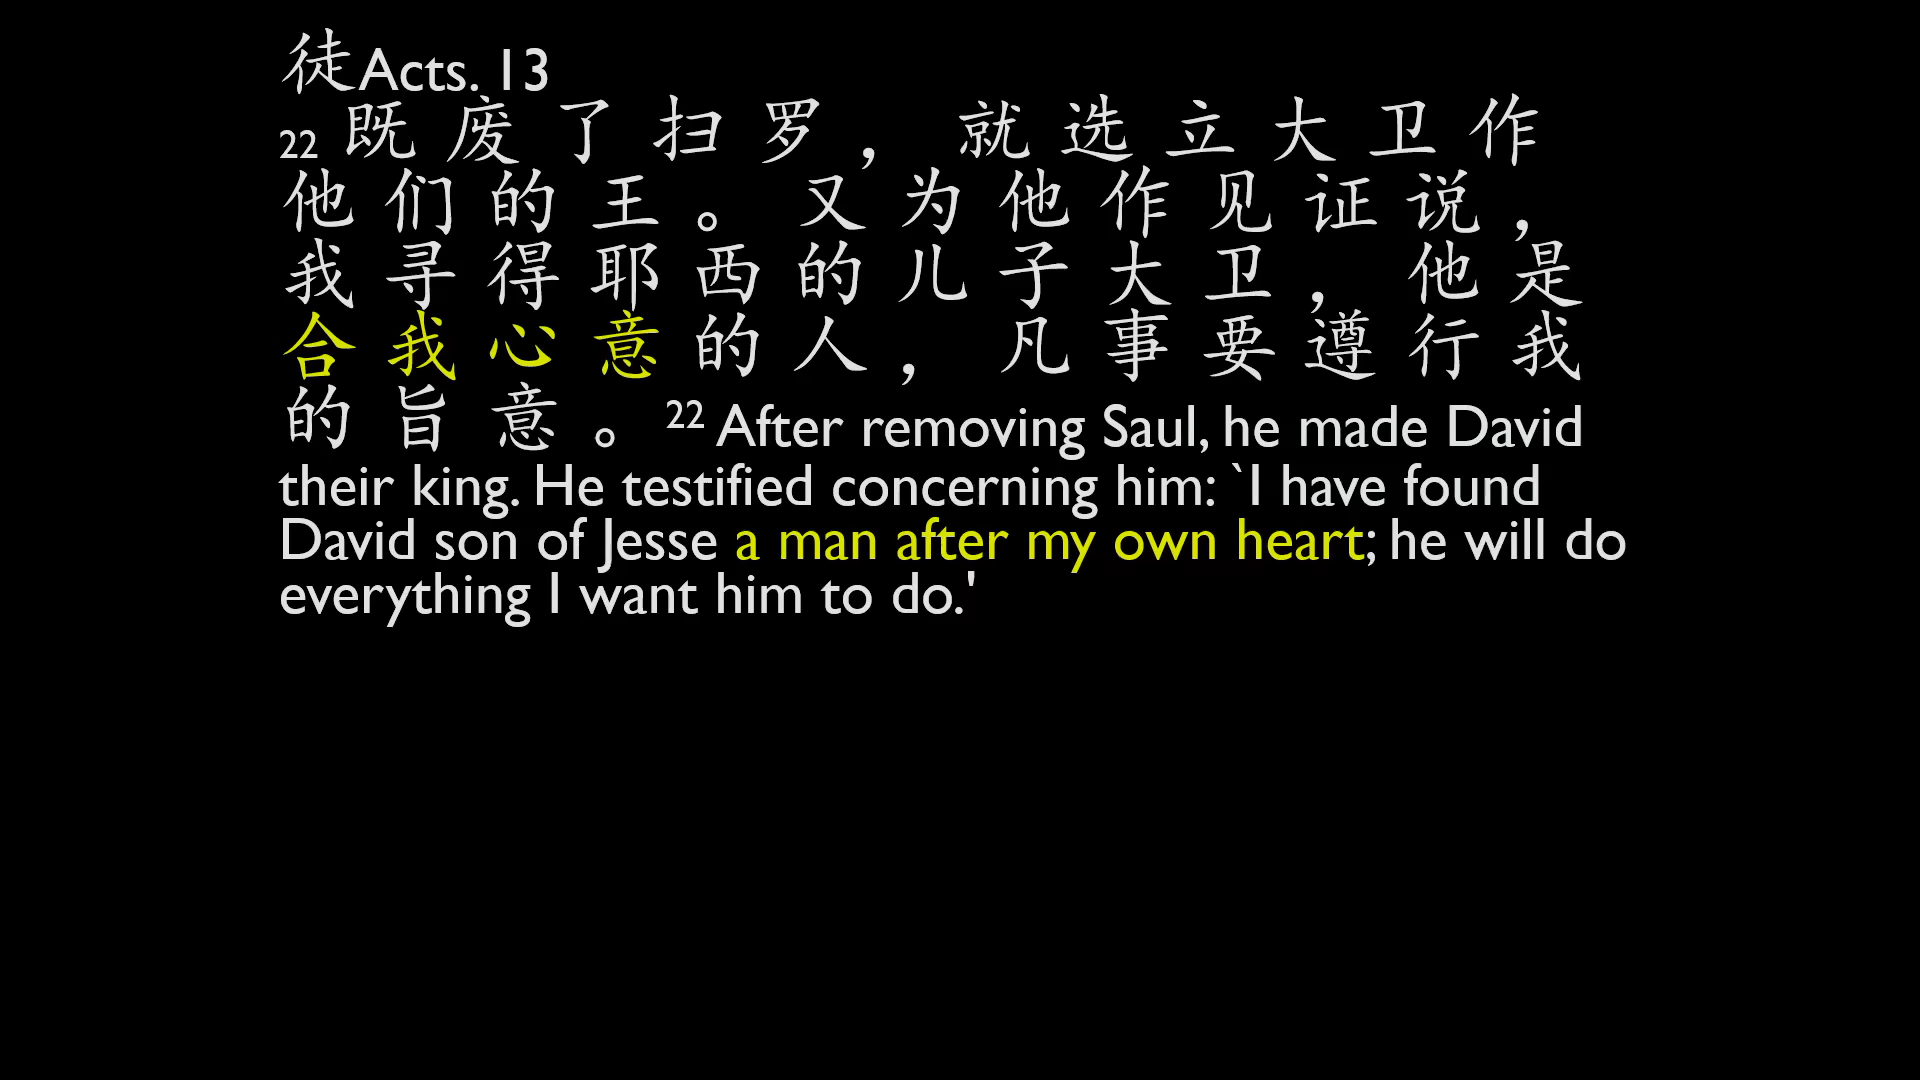 徒Acts. 13
22 既 废 了 扫 罗 ， 就 选 立 大 卫 作
他 们 的 王 。 又 为 他 作 见 证 说 ，
我 寻 得 耶 西 的 儿 子 大 卫 ， 他 是
合 我 心 意 的 人 ， 凡 事 要 遵 行 我
的 旨 意 。 22 After removing Saul, he made David
their king. He testified concerning him: `I have found
David son of Jesse a man after my own heart; he will do
everything I want him to do.'